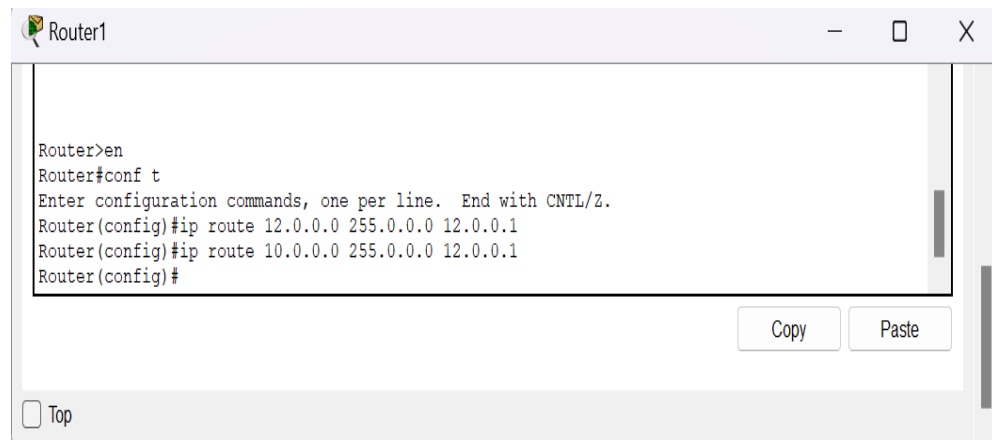 Router1
Router>en
Router#conf t
Enter configuration commands, one per line.  End with CNTL/Z.
Router(config)#ip route 12.0.0.0 255.0.0.0 12.0.0.1
Router(config)#ip route 10.0.0.0 255.0.0.0 12.0.0.1
Router(config)#
Copy Paste
Top